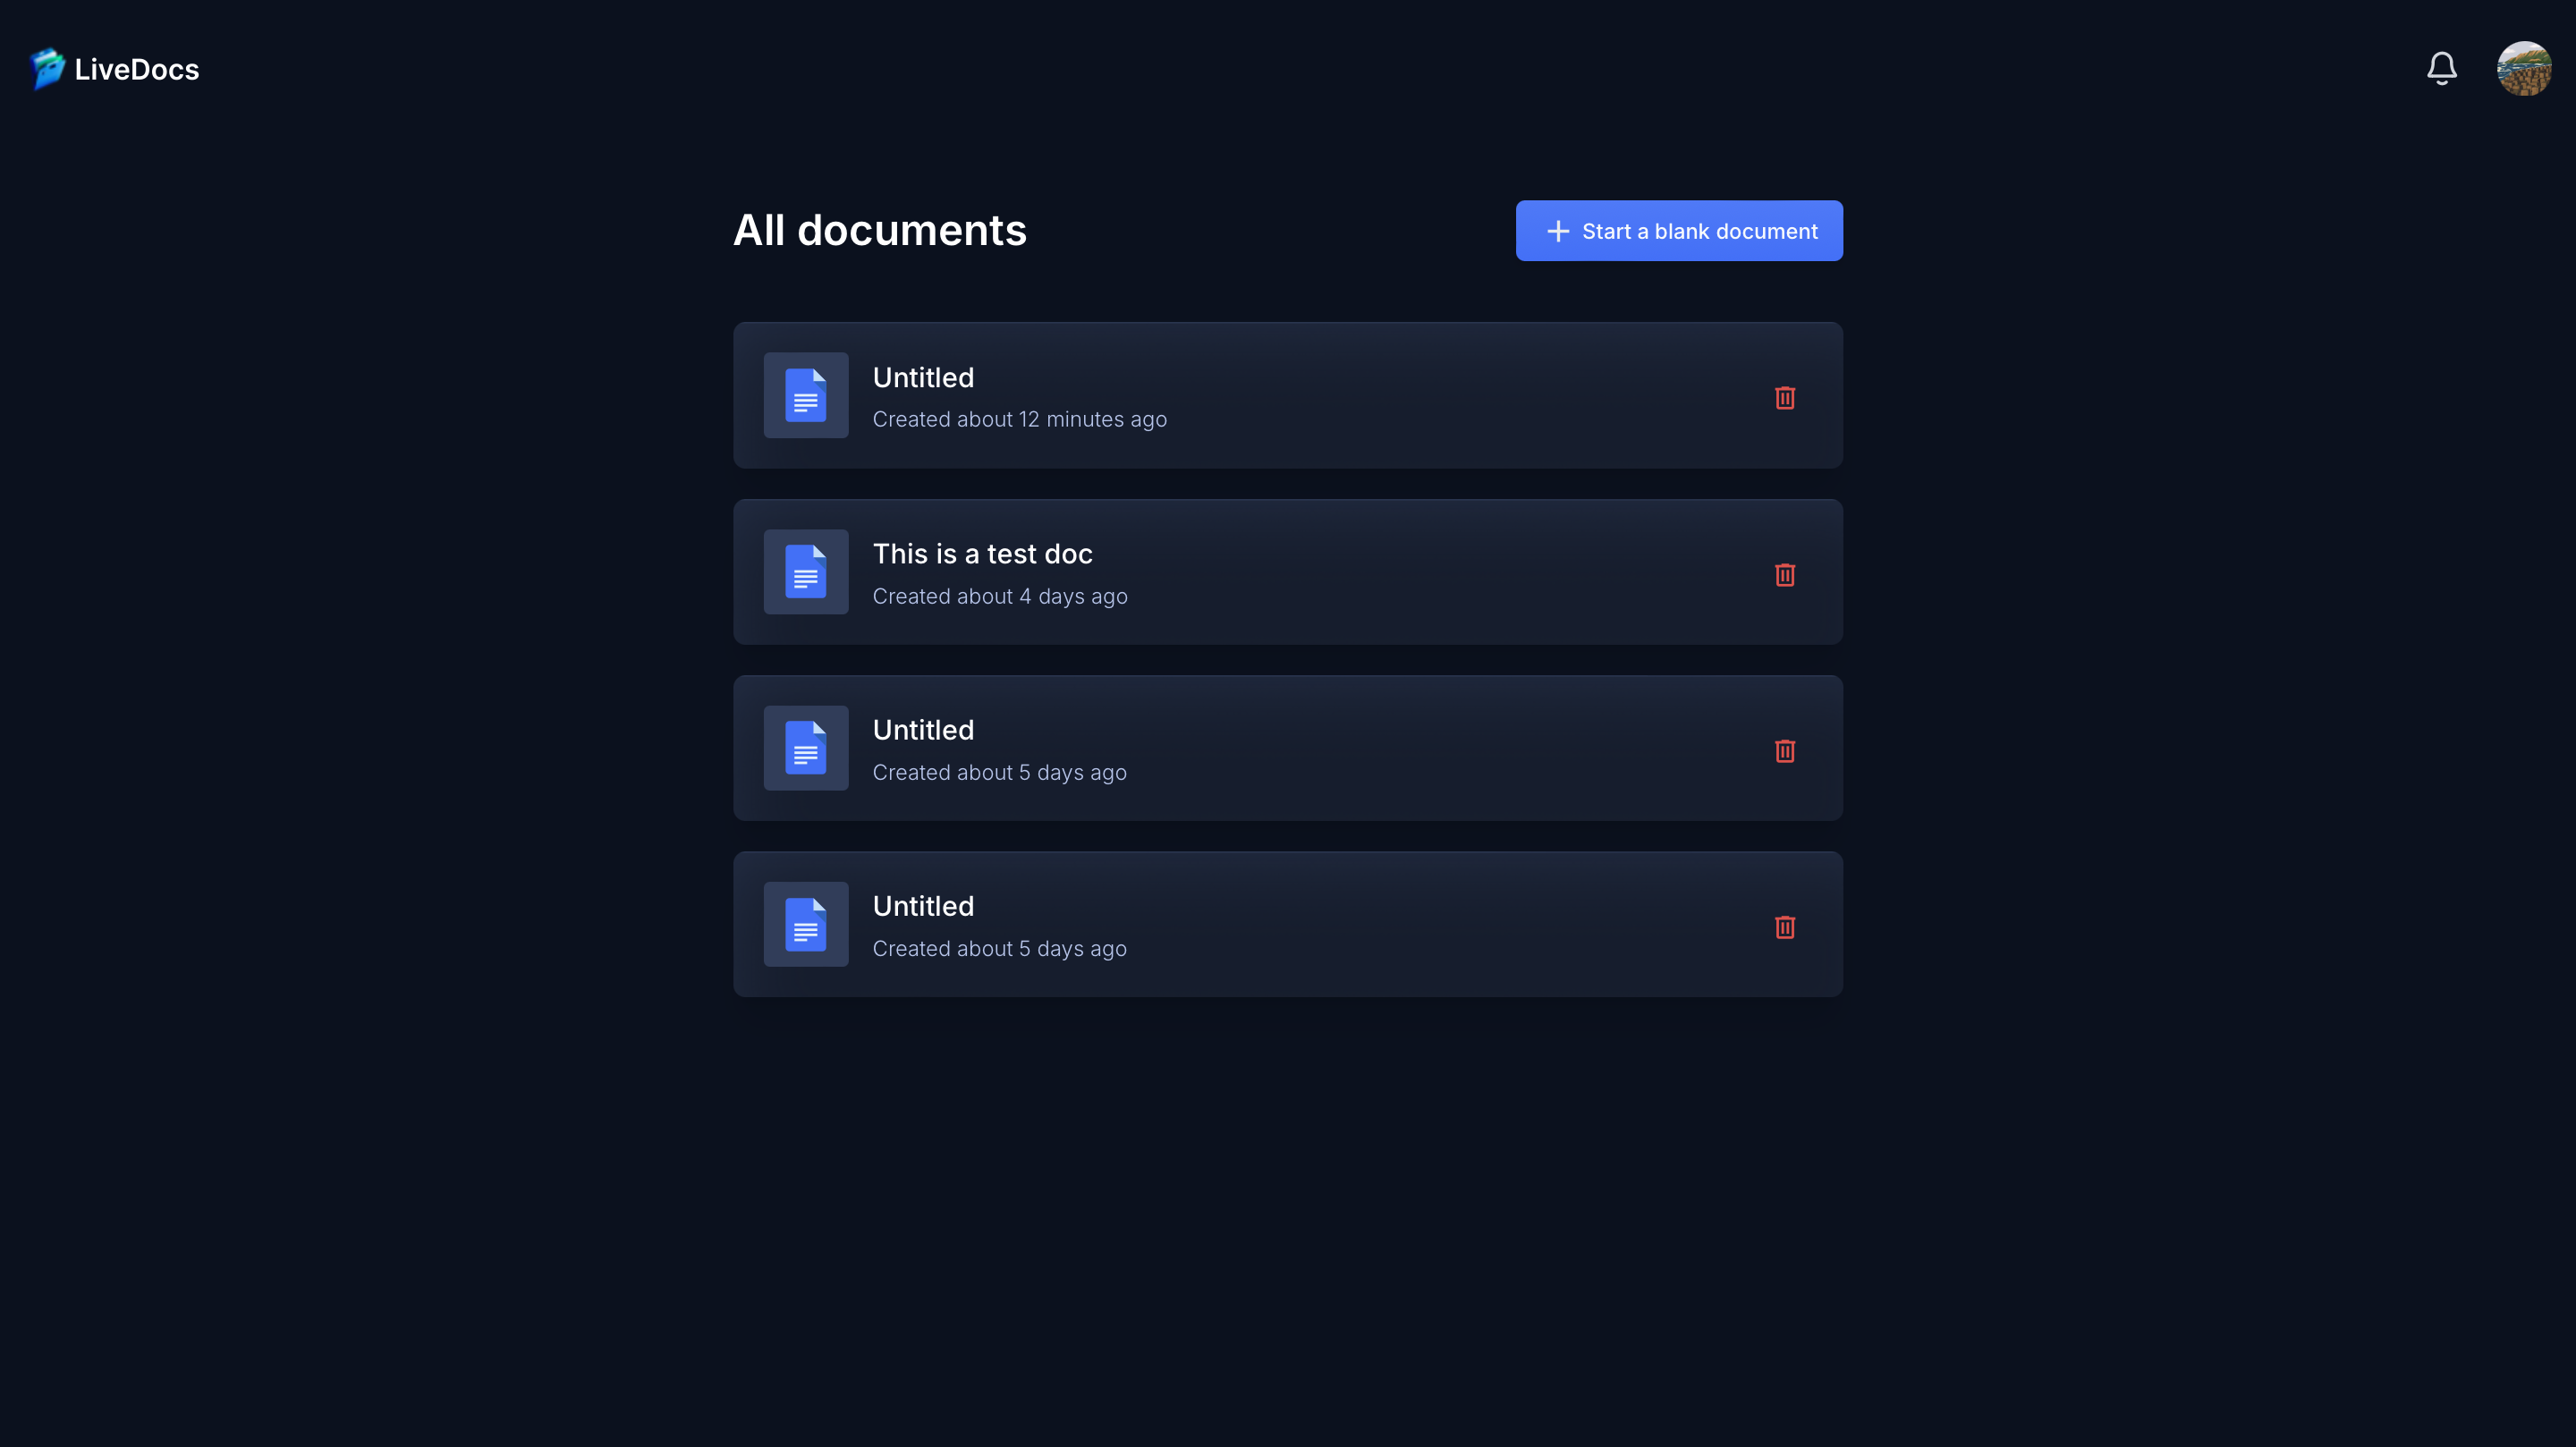 LiveDocs
All documents
Start a blank document
Untitled
Created about 12 minutes ago
This is a test doc
Created about 4 days ago
Untitled
Created about 5 days ago
Untitled
Created about 5 days ago